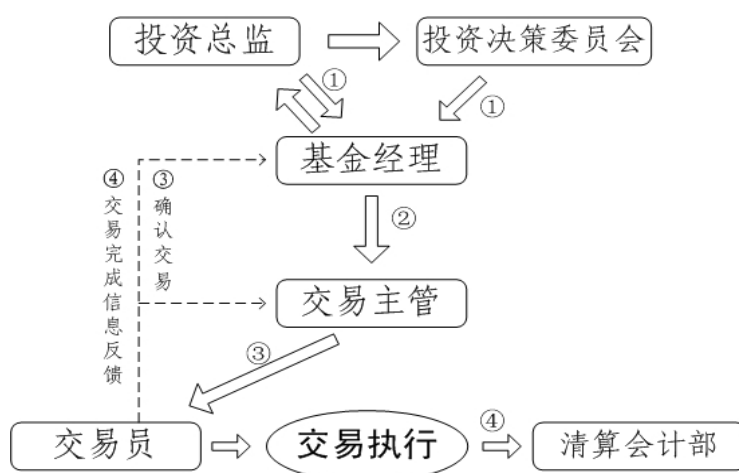 投资总监
投资决策委员会
①
①
基金经理
④交易完成信息反馈
③确认交易
②
交易主管
③
交易员
交易执行
④
清算会计部